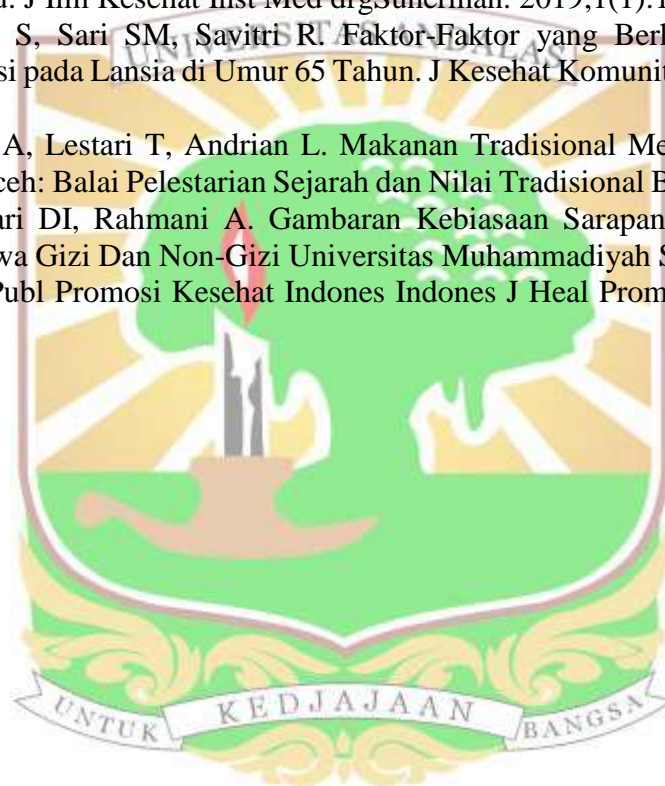 J Ilm Kesehat Inst Med drgSuherman. 2019;1(1):1
S, Sari SM, Savitri R. Faktor-Faktor yang
UNIVERSITAS ANDALAS
si pada Lansia di Umur 65 Tahun. J Kesehat Komunit
A, Lestari T, Andrian L. Makanan Tradisional Me
ceh: Balai Pelestarian Sejarah dan Nilai Tradisional B
ari DI, Rahmani A. Gambaran Kebiasaan Sarapan
wa Gizi Dan Non-Gizi Universitas Muhammadiyah S
Publ Promosi Kesehat Indones Indones J Heal Prom
UNTUK KEDJAJAAN BANGSA